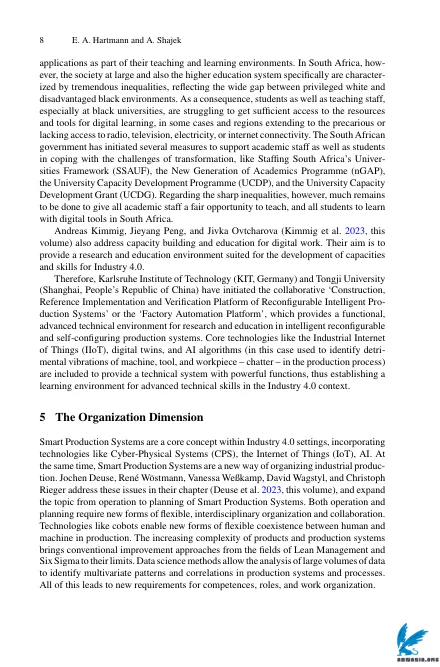 8 E. A. Hartmann and A. Shajek
applications as part of their teaching and learning environments. In South Africa, how-
ever, the society at large and also the higher education system specifically are character-
ized by tremendous inequalities, reflecting the wide gap between privileged white and
disadvantaged black environments. As a consequence, students as well as teaching staff,
especially at black universities, are struggling to get sufficient access to the resources
and tools for digital learning, in some cases and regions extending to the precarious or
lacking access to radio, television, electricity, or internet connectivity. The South African
government has initiated several measures to support academic staff as well as students
in coping with the challenges of transformation, like Staffing South Africa's Univer-
sities Framework (SSAUF), the New Generation of Academics Programme (nGAP),
the University Capacity Development Programme (UCDP), and the University Capacity
Development Grant (UCDG). Regarding the sharp inequalities, however, much remains
to be done to give all academic staff a fair opportunity to teach, and all students to learn
with digital tools in South Africa.
Andreas Kimmig, Jieyang Peng, and Jivka Ovtcharova (Kimmig et al. 2023, this
volume) also address capacity building and education for digital work. Their aim is to
provide a research and education environment suited for the development of capacities
and skills for Industry 4.0.
Therefore, Karlsruhe Institute of Technology (KIT, Germany) and Tongji University
(Shanghai, People's Republic of China) have initiated the collaborative 'Construction,
Reference Implementation and Verification Platform of Reconfigurable Intelligent Pro-
duction Systems' or the 'Factory Automation Platform', which provides a functional,
advanced technical environment for research and education in intelligent reconfigurable
and self-configuring production systems. Core technologies like the Industrial Internet
of Things (IIoT), digital twins, and AI algorithms (in this case used to identify detri-
mental vibrations of machine, tool, and workpiece – chatter – in the production process)
are included to provide a technical system with powerful functions, thus establishing a
learning environment for advanced technical skills in the Industry 4.0 context.
5 The Organization Dimension
Smart Production Systems are a core concept within Industry 4.0 settings, incorporating
technologies like Cyber-Physical Systems (CPS), the Internet of Things (IoT), AI. At
the same time, Smart Production Systems are a new way of organizing industrial produc-
tion. Jochen Deuse, René Wöstmann, Vanessa Weßkamp, David Wagstyl, and Christoph
Rieger address these issues in their chapter (Deuse et al. 2023, this volume), and expand
the topic from operation to planning of Smart Production Systems. Both operation and
planning require new forms of flexible, interdisciplinary organization and collaboration.
Technologies like cobots enable new forms of flexible coexistence between human and
machine in production. The increasing complexity of products and production systems
brings conventional improvement approaches from the fields of Lean Management and
Six Sigma to their limits. Data science methods allow the analysis of large volumes of data
to identify multivariate patterns and correlations in production systems and processes.
All of this leads to new requirements for competences, roles, and work organization.